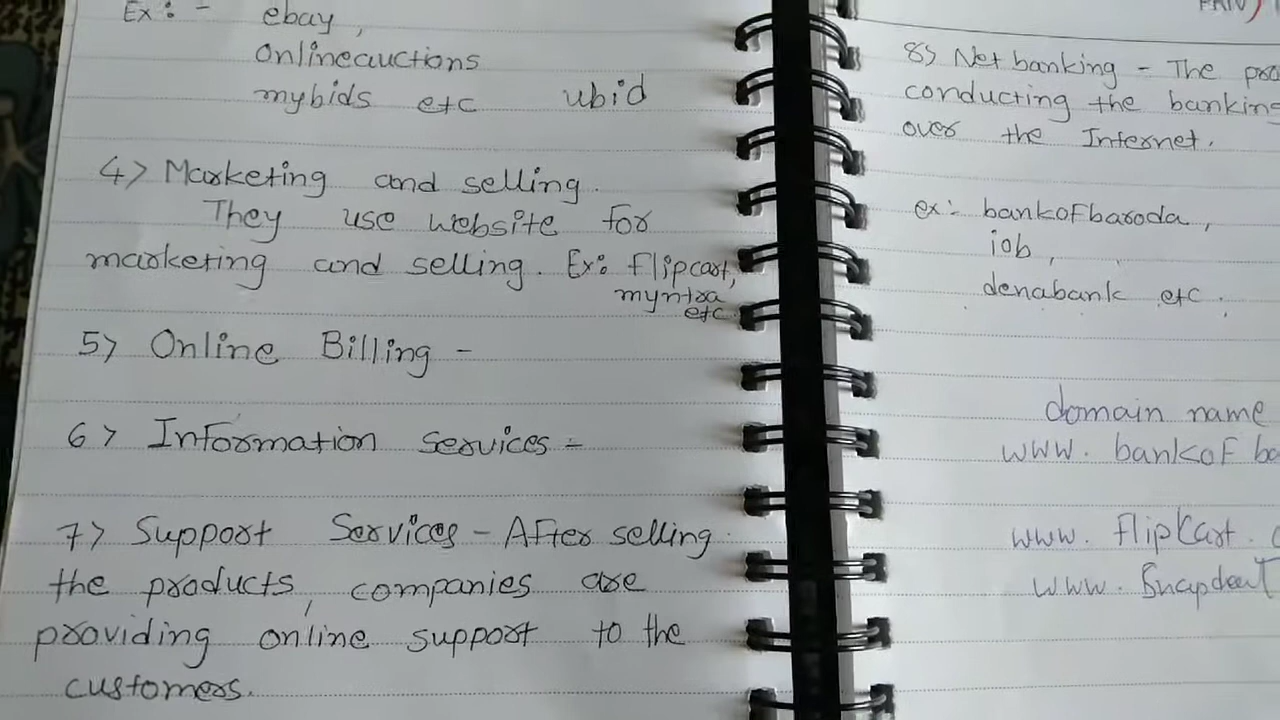 Ex:- ebay,
onlineauctions
mybids etc ubid
4> Marketing and selling.
They use website for
marketing and selling. Ex: flipcart,
myntra
etc.
5> Online Billing -
6> Information services -
7> Support Services - After selling
the products, companies are
providing online support to the
customers.
8> Net banking - The
conducting the banking
over the Internet.
ex:- bankofbaroda,
iob,
denabank etc.
domain name
www. bankof
www. flipkart.
www. Snapdeal